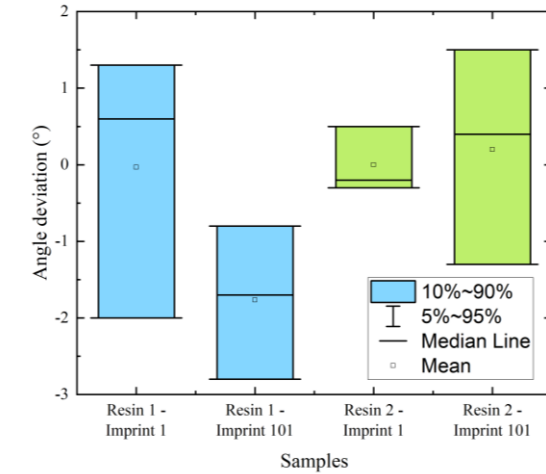 2
1
0
-1
-2
-3
Angle deviation (°)
10%~90%
5%~95%
Median Line
Mean
Resin 1 -
Imprint 1
Resin 1 -
Imprint 101
Resin 2 -
Imprint 1
Resin 2 -
Imprint 101
Samples